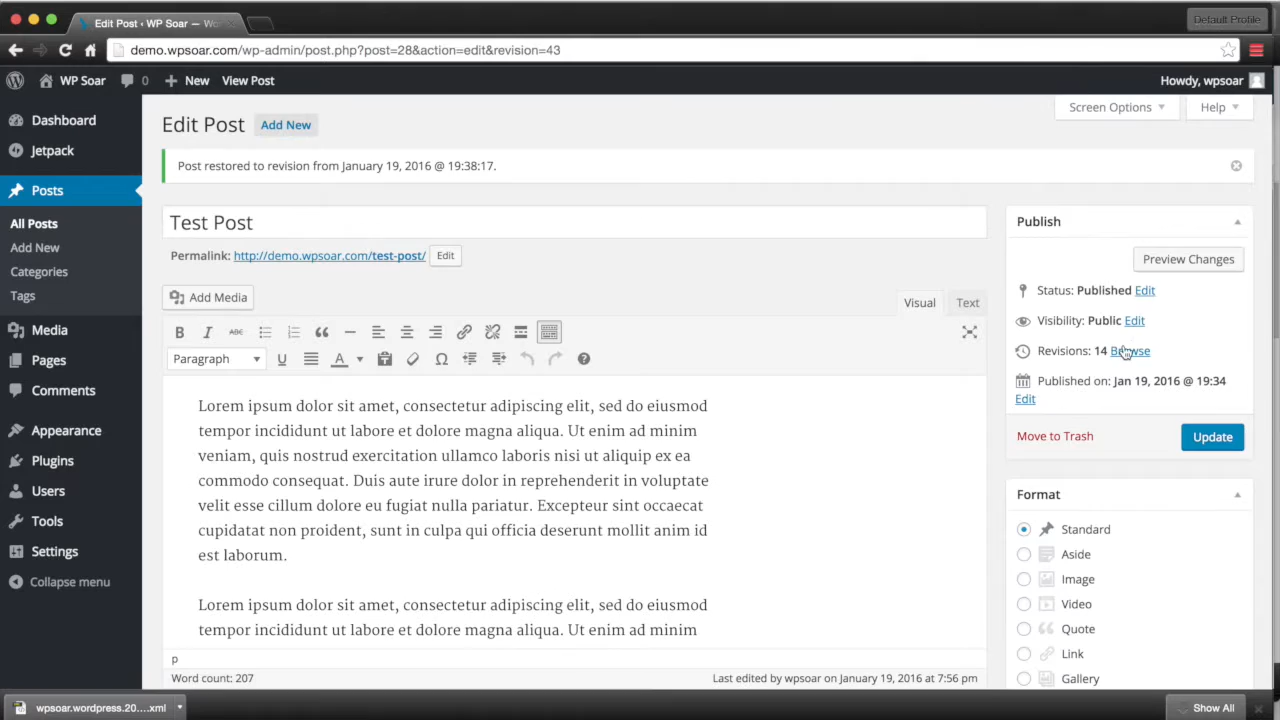 Edit Post ‹ WP Soar — Wo
Default Profile
demo.wpsoar.com/wp-admin/post.php?post=28&action=edit&revision=43
WP Soar 0 New View Post
Howdy, wpsoar
Dashboard
Jetpack
Posts
All Posts
Add New
Categories
Tags
Media
Pages
Comments
Appearance
Plugins
Users
Tools
Settings
Collapse menu
Screen Options
Help
Edit Post Add New
Post restored to revision from January 19, 2016 @ 19:38:17.
Test Post
Permalink: http://demo.wpsoar.com/test-post/ Edit
Add Media
Visual Text
ABC
Paragraph
Lorem ipsum dolor sit amet, consectetur adipiscing elit, sed do eiusmod
tempor incididunt ut labore et dolore magna aliqua. Ut enim ad minim
veniam, quis nostrud exercitation ullamco laboris nisi ut aliquip ex ea
commodo consequat. Duis aute irure dolor in reprehenderit in voluptate
velit esse cillum dolore eu fugiat nulla pariatur. Excepteur sint occaecat
cupidatat non proident, sunt in culpa qui officia deserunt mollit anim id
est laborum.
Lorem ipsum dolor sit amet, consectetur adipiscing elit, sed do eiusmod
tempor incididunt ut labore et dolore magna aliqua. Ut enim ad minim
p
Word count: 207
Last edited by wpsoar on January 19, 2016 at 7:56 pm
Publish
Preview Changes
Status: Published Edit
Visibility: Public Edit
Revisions: 14 Browse
Published on: Jan 19, 2016 @ 19:34
Edit
Move to Trash
Update
Format
Standard
Aside
Image
Video
Quote
Link
Gallery
wpsoar.wordpress.20....xml
Show All